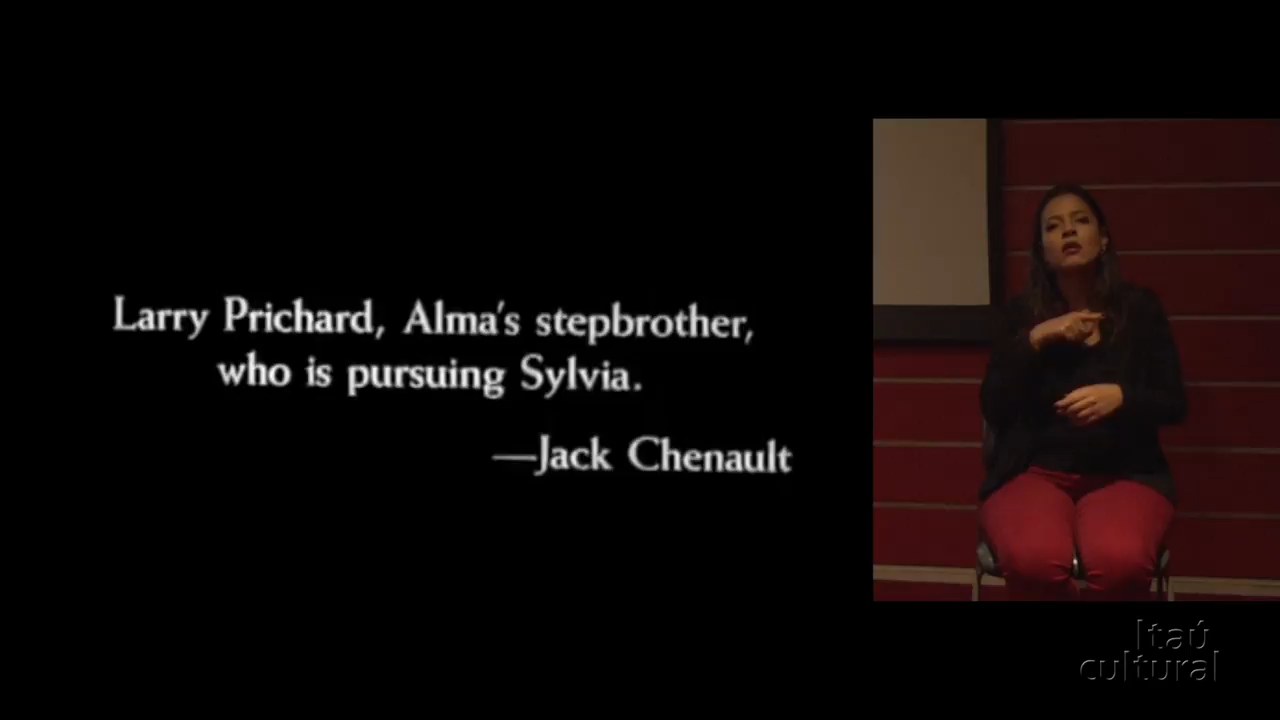 Larry Prichard, Alma's stepbrother,
who is pursuing Sylvia.
—Jack Chenault
Itaú
cultural